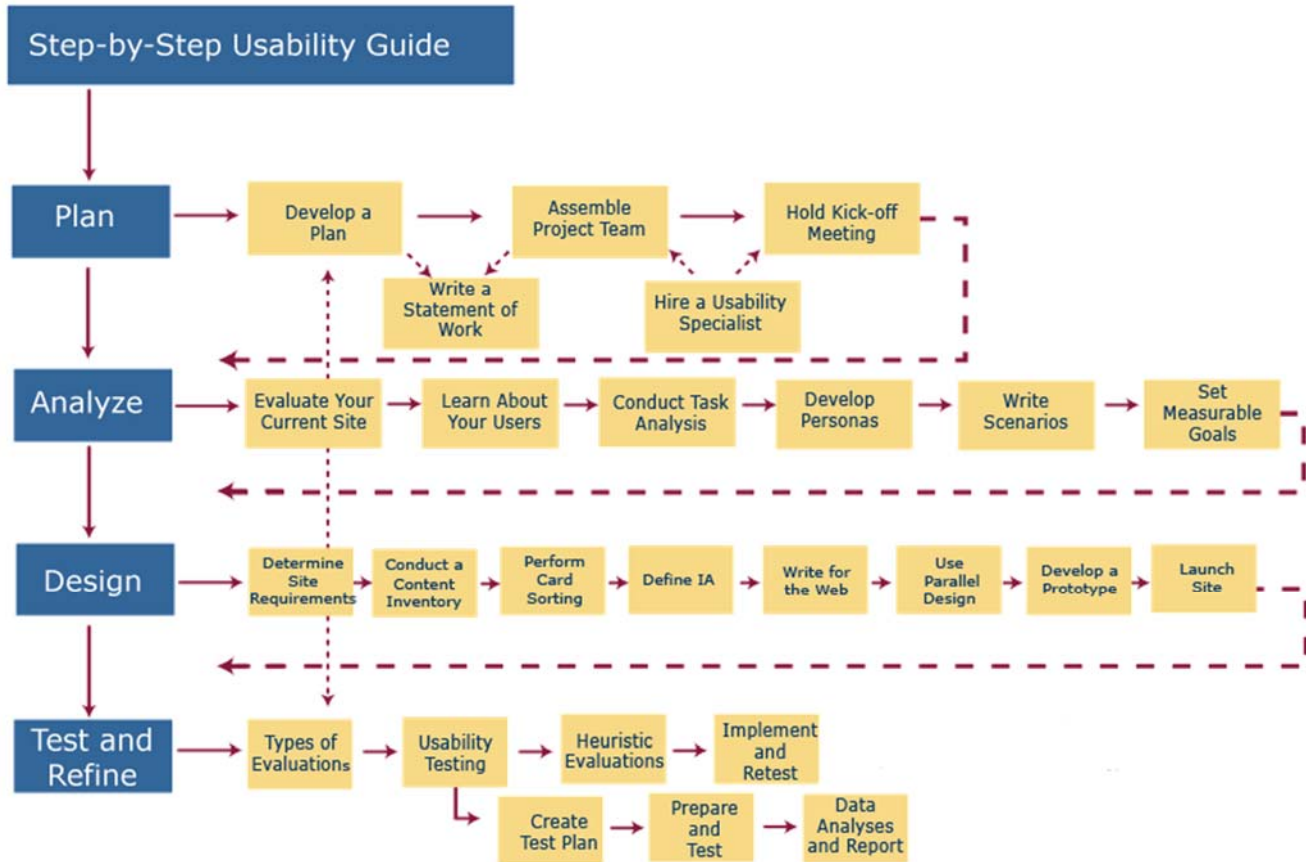 Step-by-Step Usability Guide
Plan
Develop a
Plan
Assemble
Project Team
Hold Kick-off
Meeting
Write a
Statement of
Work
Hire a Usability
Specialist
Analyze
Evaluate Your
Current Site
Learn About
Your Users
Conduct Task
Analysis
Develop
Personas
Write
Scenarios
Set
Measurable
Goals
Design
Determine
Site
Requirements
Conduct a
Content
Inventory
Perform
Card
Sorting
Define IA
Write for
the Web
Use
Parallel
Design
Develop a
Prototype
Launch
Site
Test and
Refine
Types of
Evaluations
Usability
Testing
Heuristic
Evaluations
Implement
and
Retest
Create
Test Plan
Prepare
and
Test
Data
Analyses
and Report